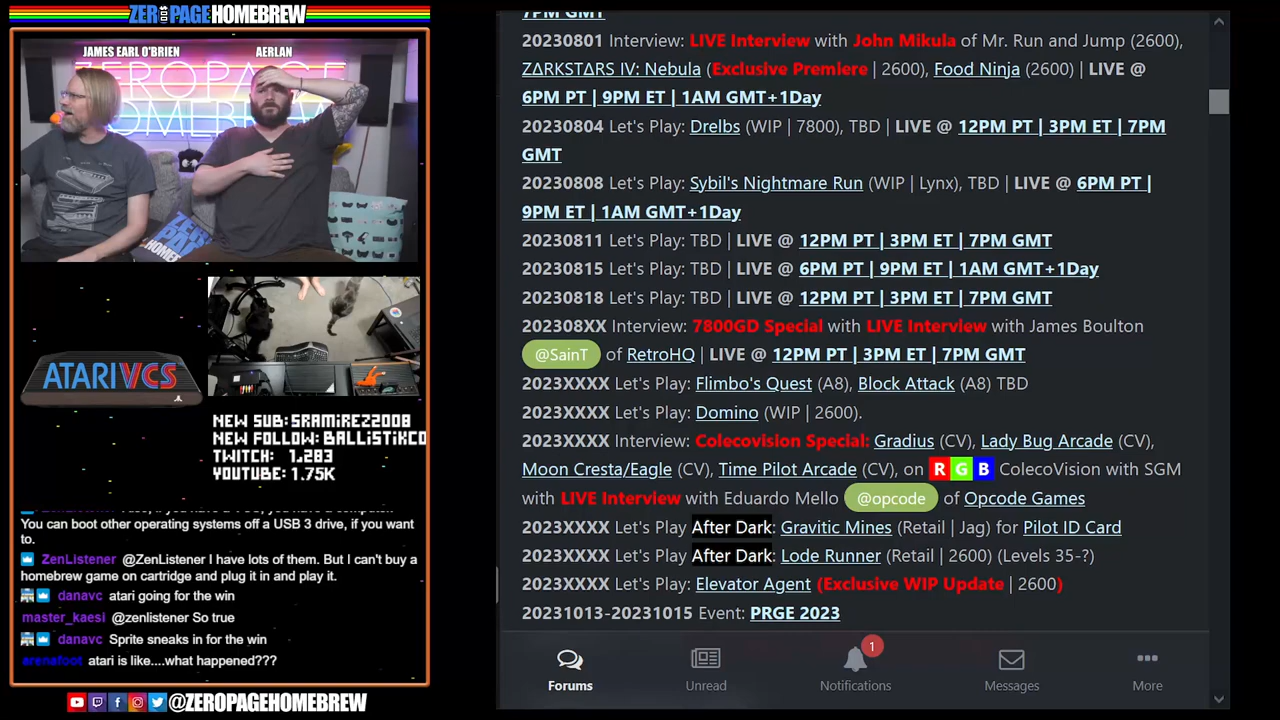 ZEROPAGE HOMEBREW
JAMES EARL O'BRIEN
AERLAN
ZEROPAGE
HOMEBREW
ATARI VCS
NEW SUB: SRAMIREZ2008
NEW FOLLOW: BALLISTIKCO
TWITCH: 1,283
YOUTUBE: 1.75K
You can boot other operating systems off a USB 3 drive, if you want
to.
ZenListener @ZenListener I have lots of them. But I can't buy a
homebrew game on cartridge and plug it in and play it.
danavc atari going for the win
master_kaesi @zenlistener So true
danavc Sprite sneaks in for the win
arenafoot atari is like....what happened???
@ZEROPAGEHOMEBREW
7PM GMT
20230801 Interview: LIVE Interview with John Mikula of Mr. Run and Jump (2600),
ZΔRKSTΔRS IV: Nebula (Exclusive Premiere | 2600), Food Ninja (2600) | LIVE @
6PM PT | 9PM ET | 1AM GMT+1Day
20230804 Let's Play: Drelbs (WIP | 7800), TBD | LIVE @ 12PM PT | 3PM ET | 7PM
GMT
20230808 Let's Play: Sybil's Nightmare Run (WIP | Lynx), TBD | LIVE @ 6PM PT |
9PM ET | 1AM GMT+1Day
20230811 Let's Play: TBD | LIVE @ 12PM PT | 3PM ET | 7PM GMT
20230815 Let's Play: TBD | LIVE @ 6PM PT | 9PM ET | 1AM GMT+1Day
20230818 Let's Play: TBD | LIVE @ 12PM PT | 3PM ET | 7PM GMT
202308XX Interview: 7800GD Special with LIVE Interview with James Boulton
@SainT of RetroHQ | LIVE @ 12PM PT | 3PM ET | 7PM GMT
2023XXXX Let's Play: Flimbo's Quest (A8), Block Attack (A8) TBD
2023XXXX Let's Play: Domino (WIP | 2600).
2023XXXX Interview: Colecovision Special: Gradius (CV), Lady Bug Arcade (CV),
Moon Cresta/Eagle (CV), Time Pilot Arcade (CV), on R G B ColecoVision with SGM
with LIVE Interview with Eduardo Mello @opcode of Opcode Games
2023XXXX Let's Play After Dark: Gravitic Mines (Retail | Jag) for Pilot ID Card
2023XXXX Let's Play After Dark: Lode Runner (Retail | 2600) (Levels 35-?)
2023XXXX Let's Play: Elevator Agent (Exclusive WIP Update | 2600)
20231013-20231015 Event: PRGE 2023
1
Forums Unread Notifications Messages More